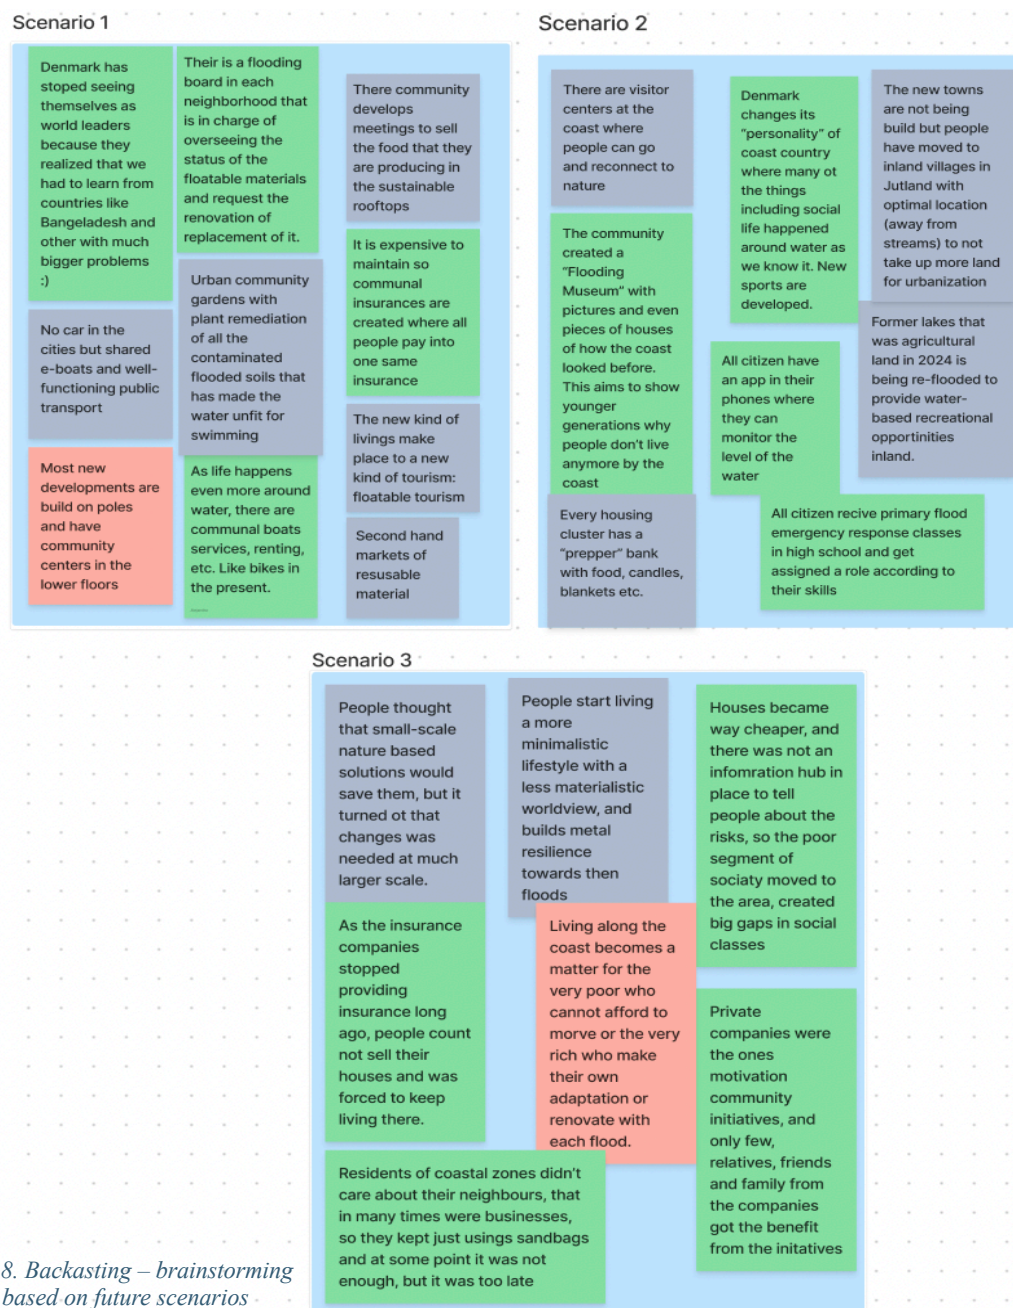 Scenario 1
Denmark has
stoped seeing
themselves as
world leaders
because they
realized that we
had to learn from
countries like
Bangeladesh and
other with much
bigger problems
:)
No car in the
cities but shared
e-boats and well-
functioning public
transport
Most new
developments are
build on poles
and have
community
centers in the
lower floors
Their is a flooding
board in each
neighborhood that
is in charge of
overseeing the
status of the
floatable materials
and request the
renovation of
replacement of it.
Urban community
gardens with
plant remediation
of all the
contaminated
flooded soils that
has made the
water unfit for
swimming
As life happens
even more around
water, there are
communal boats
services, renting,
etc. Like bikes in
the present.
There community
develops
meetings to sell
the food that they
are producing in
the sustainable
rooftops
It is expensive to
maintain so
communal
insurances are
created where all
people pay into
one same
insurance
The new kind of
livings make
place to a new
kind of tourism:
floatable tourism
Second hand
markets of
resusable
material
Scenario 2
There are visitor
centers at the
coast where
people can go
and reconnect to
nature
The community
created a
"Flooding
Museum" with
pictures and even
pieces of houses
of how the coast
looked before.
This aims to show
younger
generations why
people don't live
anymore by the
coast
Every housing
cluster has a
"prepper" bank
with food, candles,
blankets etc.
Denmark
changes its
"personality" of
coast country
where many ot
the things
including social
life happened
around water as
we know it. New
sports are
developed.
All citizen have
an app in their
phones where
they can
monitor the
level of the
water
The new towns
are not being
build but people
have moved to
inland villages in
Jutland with
optimal location
(away from
streams) to not
take up more land
for urbanization
Former lakes that
was agricultural
land in 2024 is
being re-flooded to
provide water-
based recreational
opportinities
inland.
All citizen recive primary flood
emergency response classes
in high school and get
assigned a role according to
their skills
Scenario 3
People thought
that small-scale
nature based
solutions would
save them, but it
turned ot that
changes was
needed at much
larger scale.
As the insurance
companies
stopped
providing
insurance long
ago, people count
not sell their
houses and was
forced to keep
living there.
Residents of coastal zones didn't
care about their neighbours, that
in many times were businesses,
so they kept just usings sandbags
and at some point it was not
enough, but it was too late
People start living
a more
minimalistic
lifestyle with a
less materialistic
worldview, and
builds metal
resilience
towards then
floods
Living along the
coast becomes a
matter for the
very poor who
cannot afford to
morve or the very
rich who make
their own
adaptation or
renovate with
each flood.
Houses became
way cheaper, and
there was not an
infomration hub in
place to tell
people about the
risks, so the poor
segment of
sociaty moved to
the area, created
big gaps in social
classes
Private
companies were
the ones
motivation
community
initiatives, and
only few,
relatives, friends
and family from
the companies
got the benefit
from the initatives
8. Backasting – brainstorming
based on future scenarios